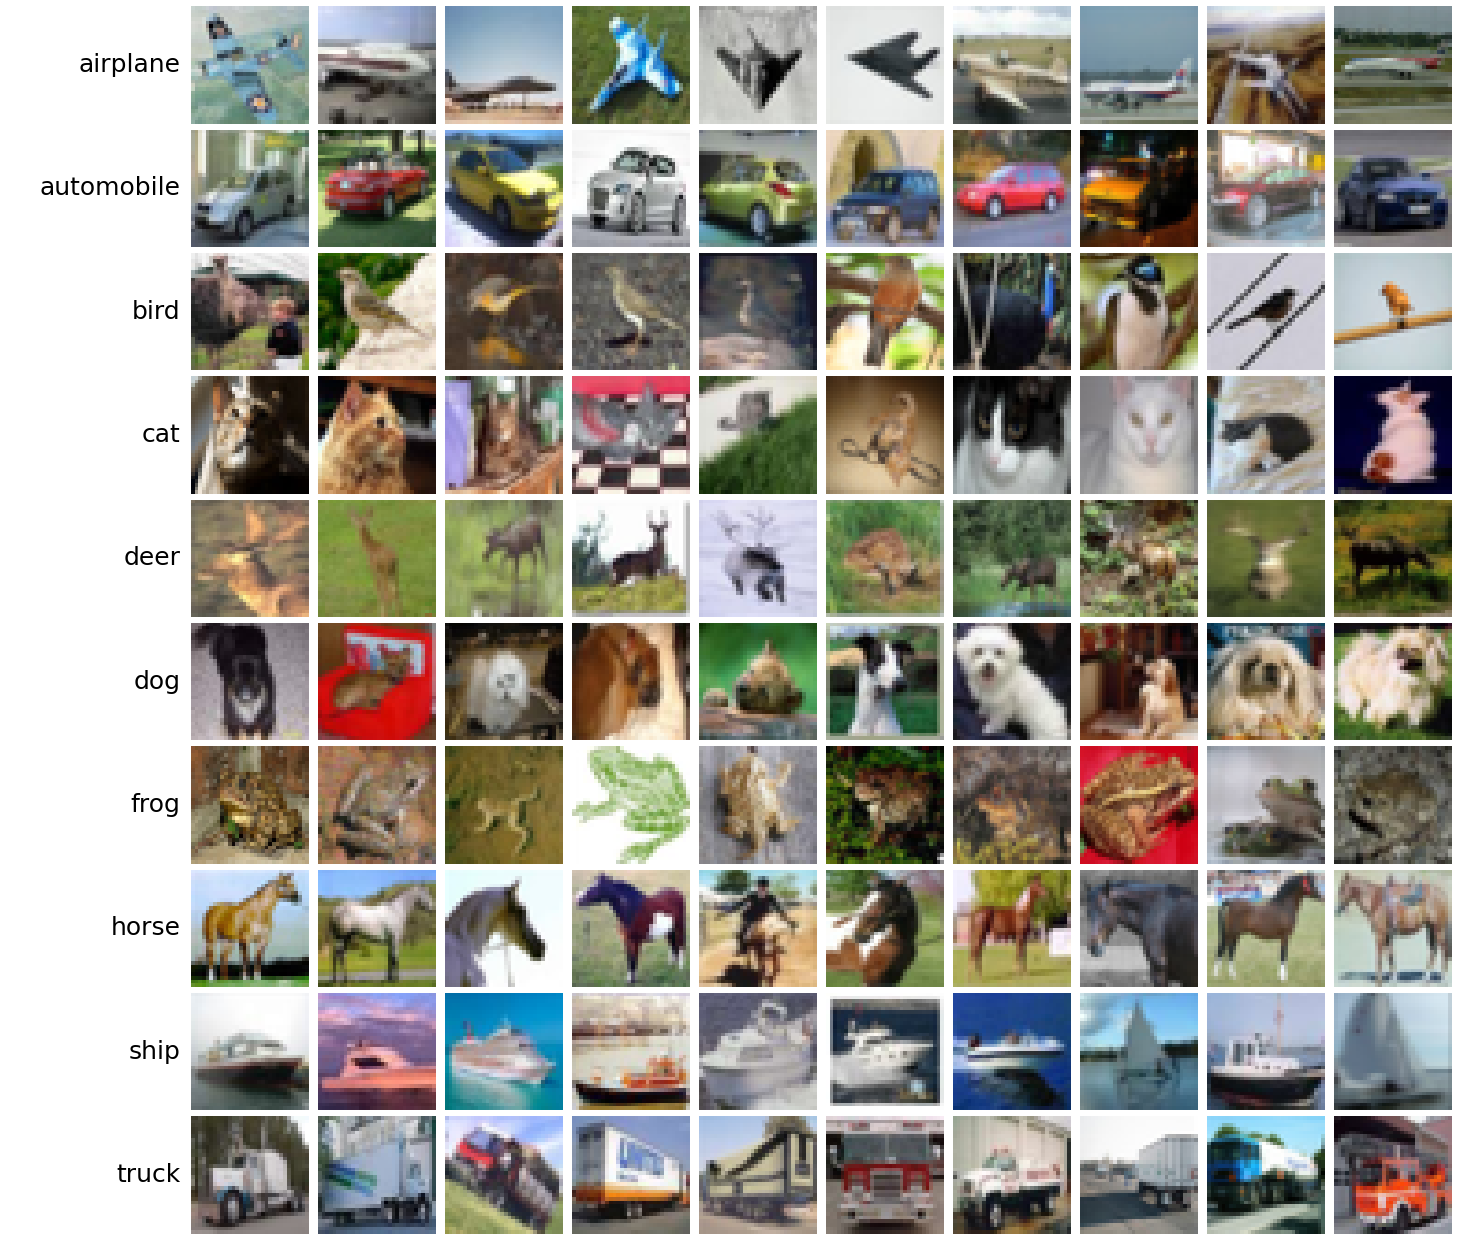 airplane
automobile
bird
cat
deer
dog
frog
horse
ship
truck